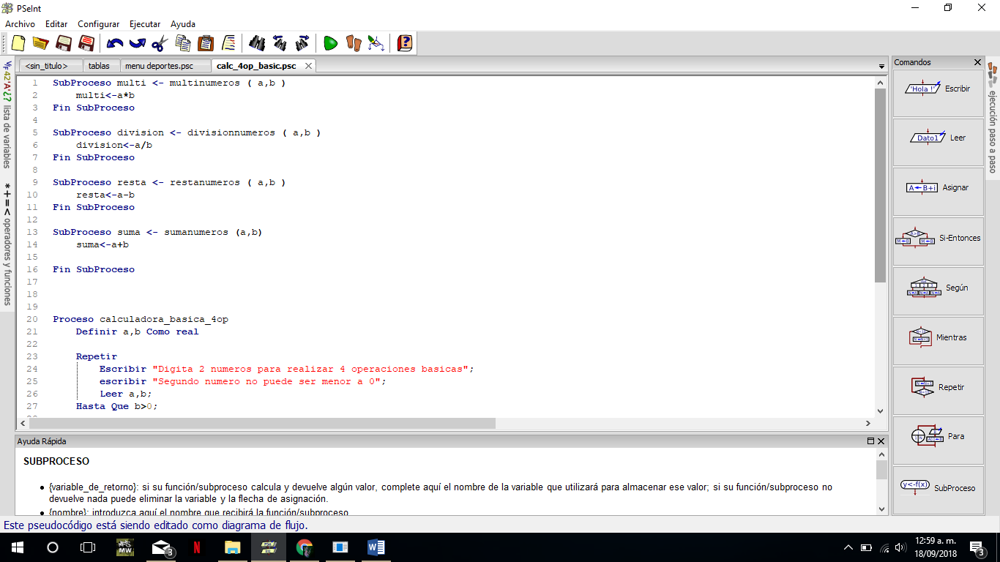 PSeInt
Archivo Editar Configurar Ejecutar Ayuda
<sin_titulo> tablas menu deportes.psc calc_4op_basic.psc
lista de variables
operadores y funciones
1 SubProceso multi <- multinumeros ( a,b )
2 multi<-a*b
3 Fin SubProceso
4
5 SubProceso division <- divisionnumeros ( a,b )
6 division<-a/b
7 Fin SubProceso
8
9 SubProceso resta <- restanumeros ( a,b )
10 resta<-a-b
11 Fin SubProceso
12
13 SubProceso suma <- sumanumeros (a,b)
14 suma<-a+b
15
16 Fin SubProceso
17
18
19
20 Proceso calculadora_basica_4op
21 Definir a,b Como real
22
23 Repetir
24 Escribir "Digita 2 numeros para realizar 4 operaciones basicas";
25 escribir "Segundo numero no puede ser menor a 0";
26 Leer a,b;
27 Hasta Que b>0;
Comandos
'Hola !' Escribir
Dato1 Leer
A B+i Asignar
Si-Entonces
Según
Mientras
Repetir
Para
y<-f(x) SubProceso
ejecución paso a paso
Ayuda Rápida
SUBPROCESO
{variable_de_retorno}: si su función/subproceso calcula y devuelve algún valor, complete aquí el nombre de la variable que utilizará para almacenar ese valor; si su función/subproceso no
devuelve nada puede eliminar la variable y la flecha de asignación.
{nombre}: introduzca aquí el nombre que recibirá la función/subproceso
Este pseudocódigo está siendo editado como diagrama de flujo.
MW 3
12:59 a. m.
18/09/2018
3